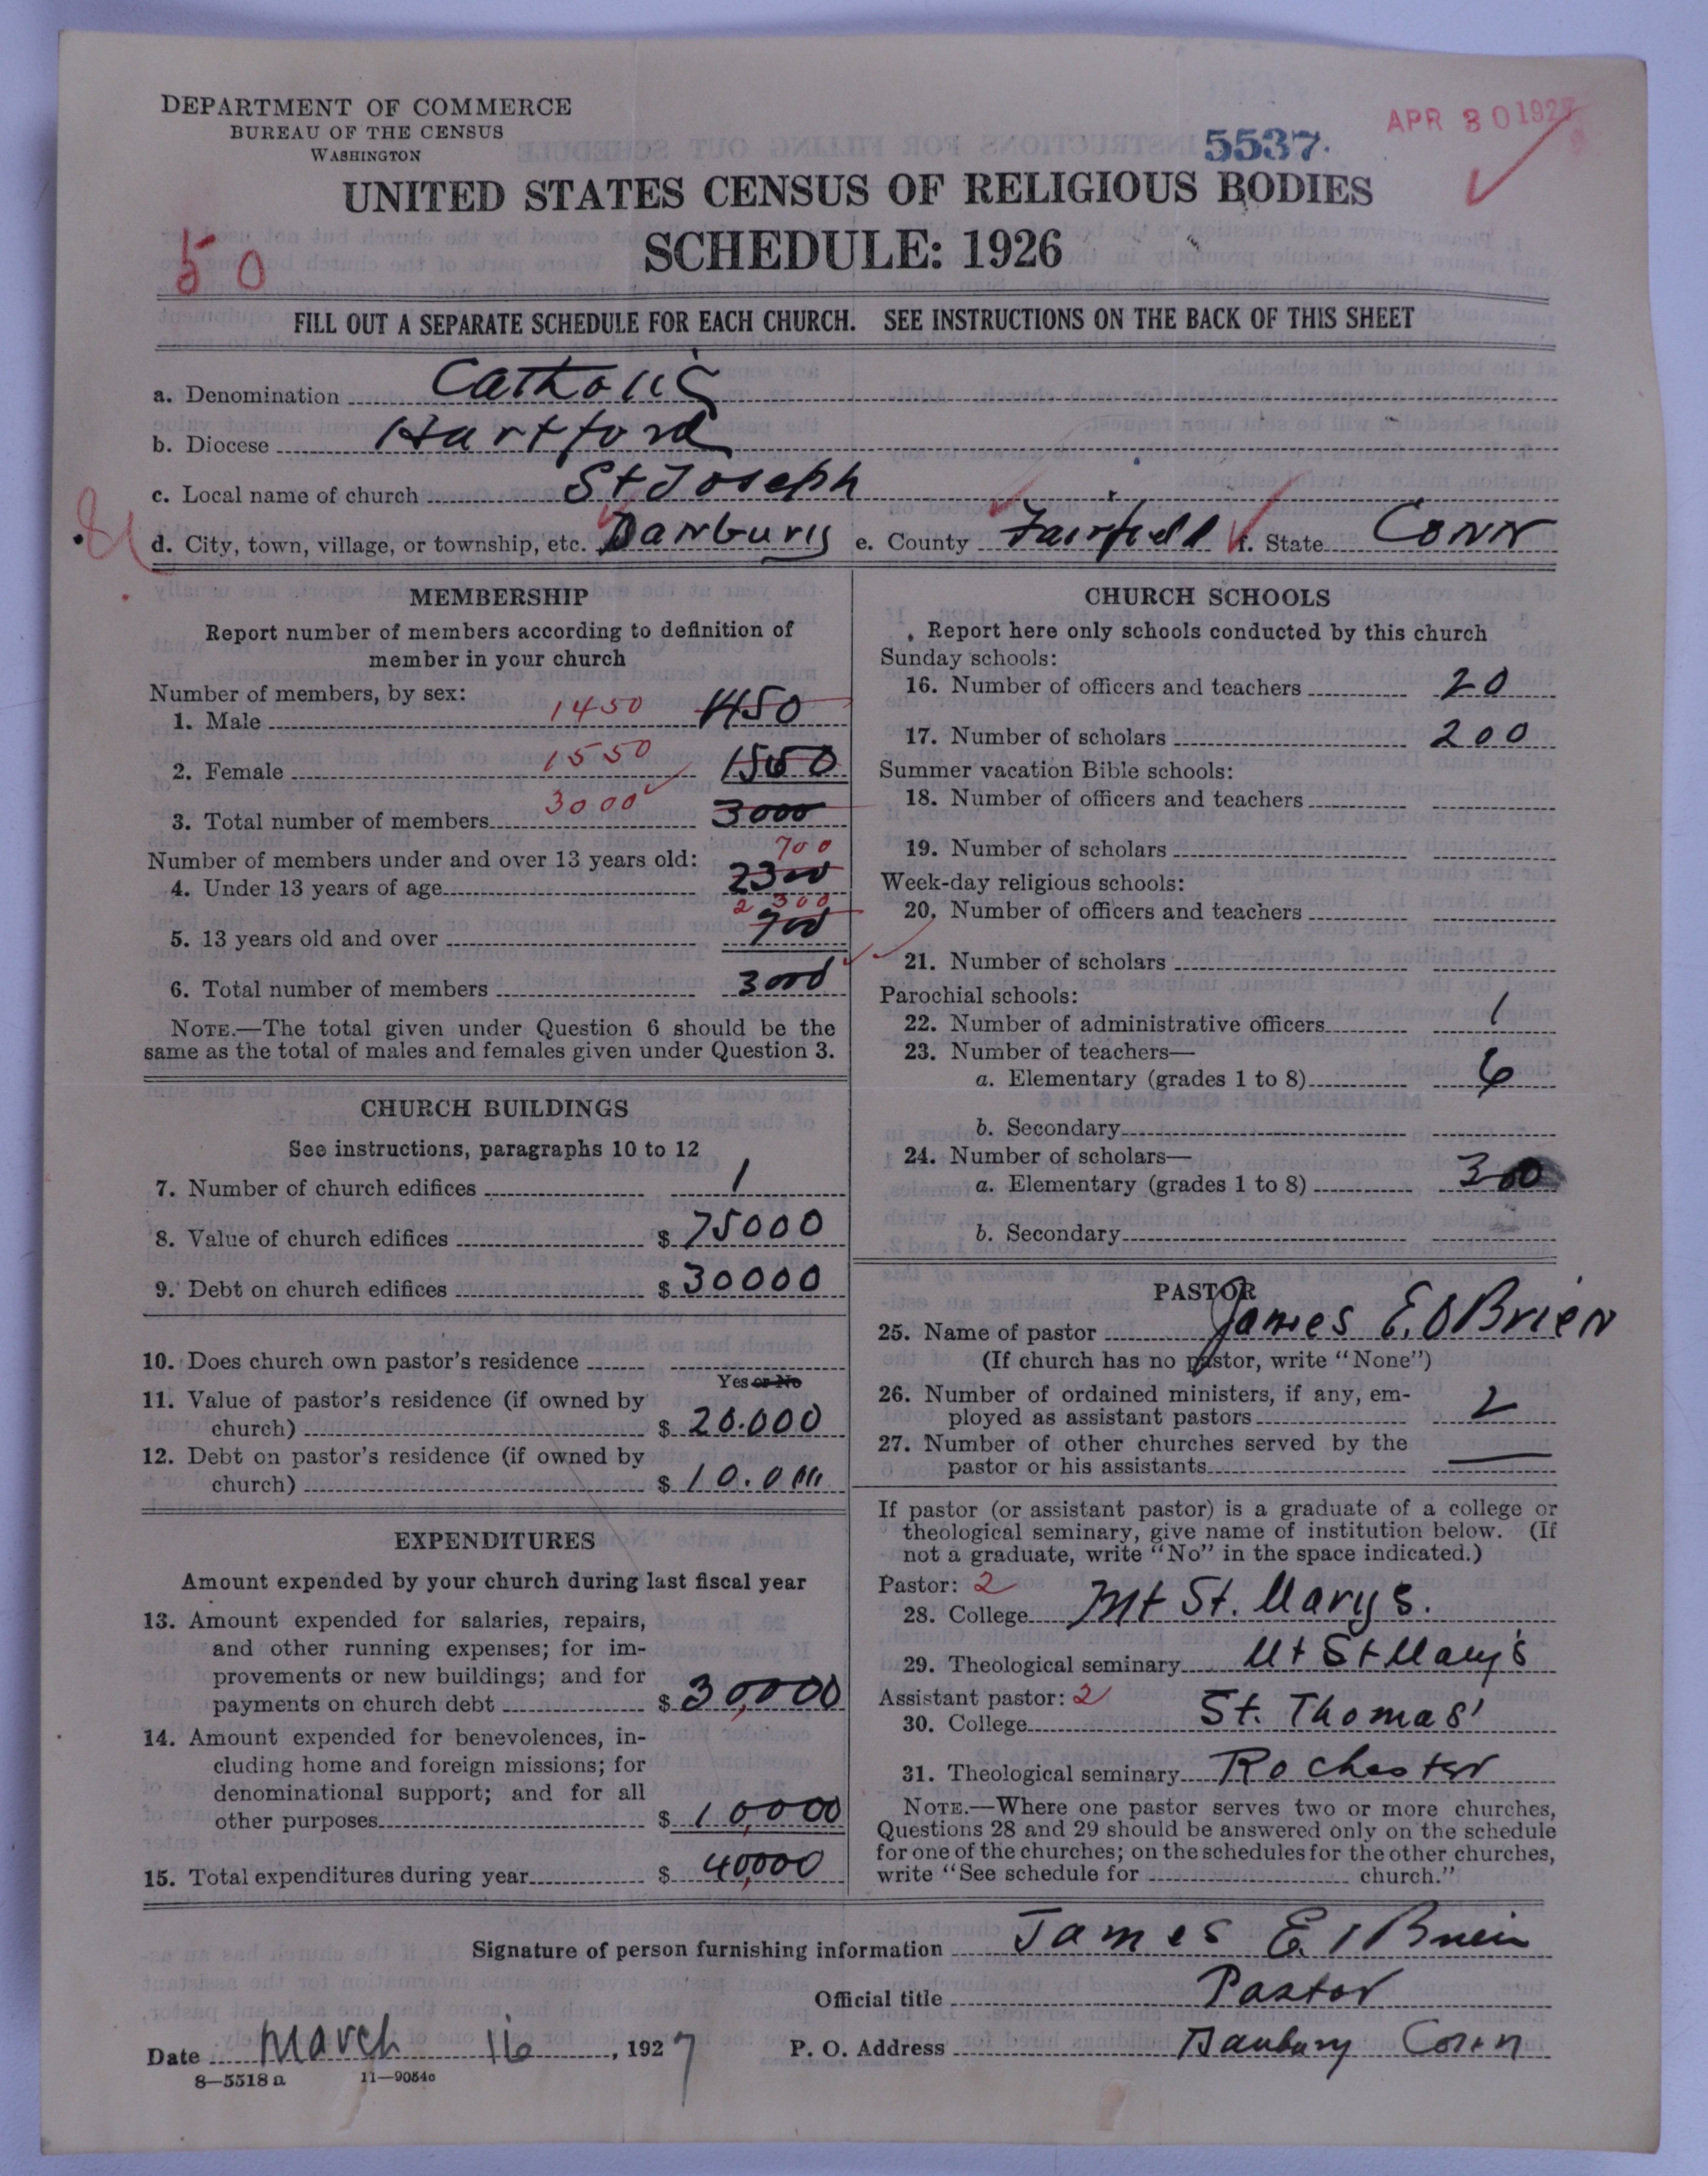 DEPARTMENT OF COMMERCE
BUREAU OF THE CENSUS
WASHINGTON
5537
APR 30 1927
UNITED STATES CENSUS OF RELIGIOUS BODIES
SCHEDULE: 1926
50
FILL OUT A SEPARATE SCHEDULE FOR EACH CHURCH. SEE INSTRUCTIONS ON THE BACK OF THIS SHEET
a. Denomination Catholic
b. Diocese Hartford
c. Local name of church St Joseph
d. City, town, village, or township, etc. Danbury e. County Fairfield f. State Conn
MEMBERSHIP
Report number of members according to definition of
member in your church
Number of members, by sex:
1. Male 1450 1450
2. Female 1550 1550
3. Total number of members 3000 3000
Number of members under and over 13 years old:
700
4. Under 13 years of age 2300
2300
5. 13 years old and over 700
6. Total number of members 3000
NOTE.—The total given under Question 6 should be the
same as the total of males and females given under Question 3.
CHURCH BUILDINGS
See instructions, paragraphs 10 to 12
7. Number of church edifices 1
8. Value of church edifices $ 75000
9. Debt on church edifices $ 30000
10. Does church own pastor's residence
Yes or No
11. Value of pastor's residence (if owned by
church) $ 20.000
12. Debt on pastor's residence (if owned by
church) $ 10.000
EXPENDITURES
Amount expended by your church during last fiscal year
13. Amount expended for salaries, repairs,
and other running expenses; for im-
provements or new buildings; and for
payments on church debt $ 30,000
14. Amount expended for benevolences, in-
cluding home and foreign missions; for
denominational support; and for all
other purposes $ 10,000
15. Total expenditures during year $ 40,000
CHURCH SCHOOLS
Report here only schools conducted by this church
Sunday schools:
16. Number of officers and teachers 20
17. Number of scholars 200
Summer vacation Bible schools:
18. Number of officers and teachers
19. Number of scholars
Week-day religious schools:
20. Number of officers and teachers
21. Number of scholars
Parochial schools:
22. Number of administrative officers 1
23. Number of teachers—
a. Elementary (grades 1 to 8) 6
b. Secondary
24. Number of scholars—
a. Elementary (grades 1 to 8) 300
b. Secondary
PASTOR
25. Name of pastor James E. O'Brien
(If church has no pastor, write "None")
26. Number of ordained ministers, if any, em-
ployed as assistant pastors 2
27. Number of other churches served by the
pastor or his assistants —
If pastor (or assistant pastor) is a graduate of a college or
theological seminary, give name of institution below. (If
not a graduate, write "No" in the space indicated.)
Pastor: 2
28. College Mt St. Marys.
29. Theological seminary Mt St Mary's
Assistant pastor: 2
30. College St. Thomas'
31. Theological seminary Rochester
NOTE.—Where one pastor serves two or more churches,
Questions 28 and 29 should be answered only on the schedule
for one of the churches; on the schedules for the other churches,
write "See schedule for church."
Signature of person furnishing information James E. O'Brien
Official title Pastor
Date March 16, 1927 P. O. Address Danbury Conn
8—5518 a 11—9054c